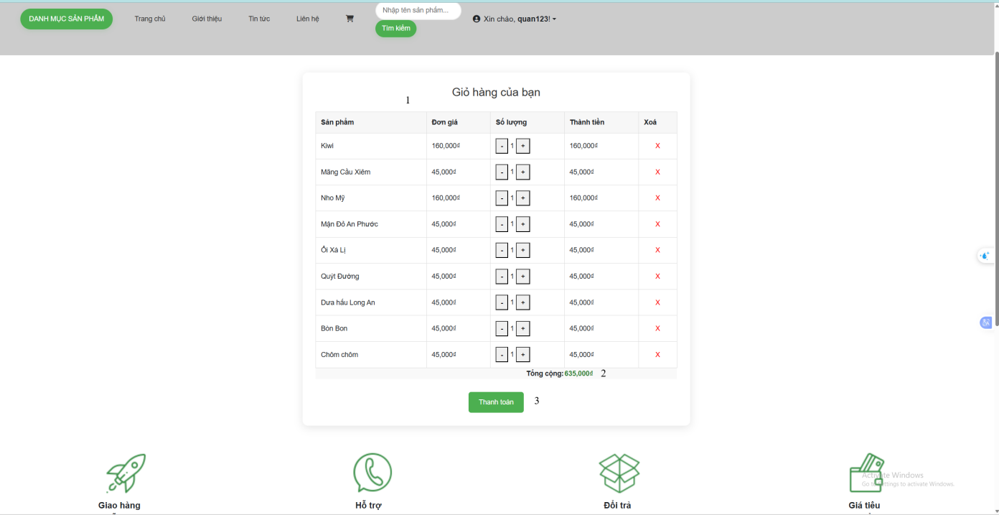 DANH MỤC SẢN PHẨM Trang chủ Giới thiệu Tin tức Liên hệ Nhập tên sản phẩm... Xin chào, quan123!
Tìm kiếm
Giỏ hàng của bạn
1
Sản phẩm Đơn giá Số lượng Thành tiền Xoá
Kiwi 160,000₫ - 1 + 160,000₫ X
Mãng Cầu Xiêm 45,000₫ - 1 + 45,000₫ X
Nho Mỹ 160,000₫ - 1 + 160,000₫ X
Mận Đỏ An Phước 45,000₫ - 1 + 45,000₫ X
Ổi Xá Lị 45,000₫ - 1 + 45,000₫ X
Quýt Đường 45,000₫ - 1 + 45,000₫ X
Dưa hấu Long An 45,000₫ - 1 + 45,000₫ X
Bòn Bon 45,000₫ - 1 + 45,000₫ X
Chôm chôm 45,000₫ - 1 + 45,000₫ X
Tổng cộng: 635,000₫ 2
Thanh toán 3
Activate Windows
Go to Settings to activate Windows.
Giao hàng Hỗ trợ Đổi trả Giá tiêu